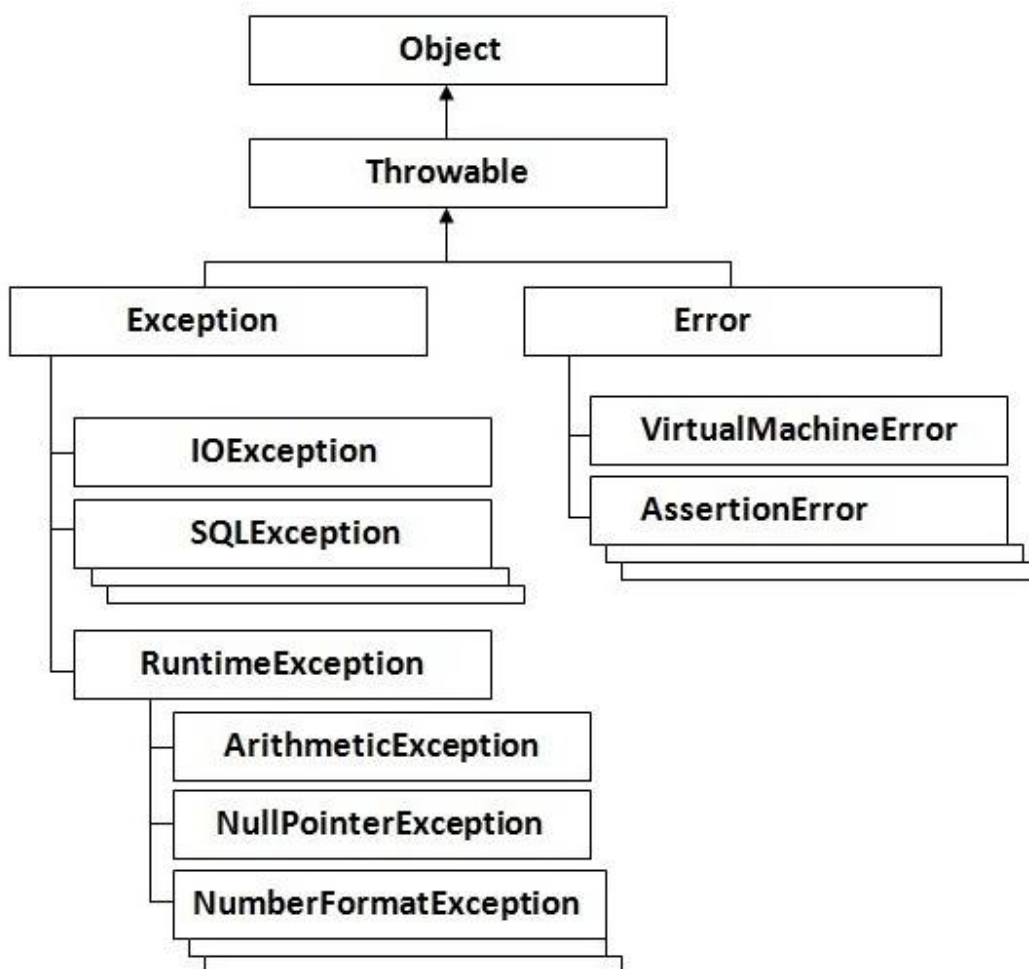 Object
Throwable
Exception
Error
IOException
SQLException
RuntimeException
ArithmeticException
NullPointerException
NumberFormatException
VirtualMachineError
AssertionError